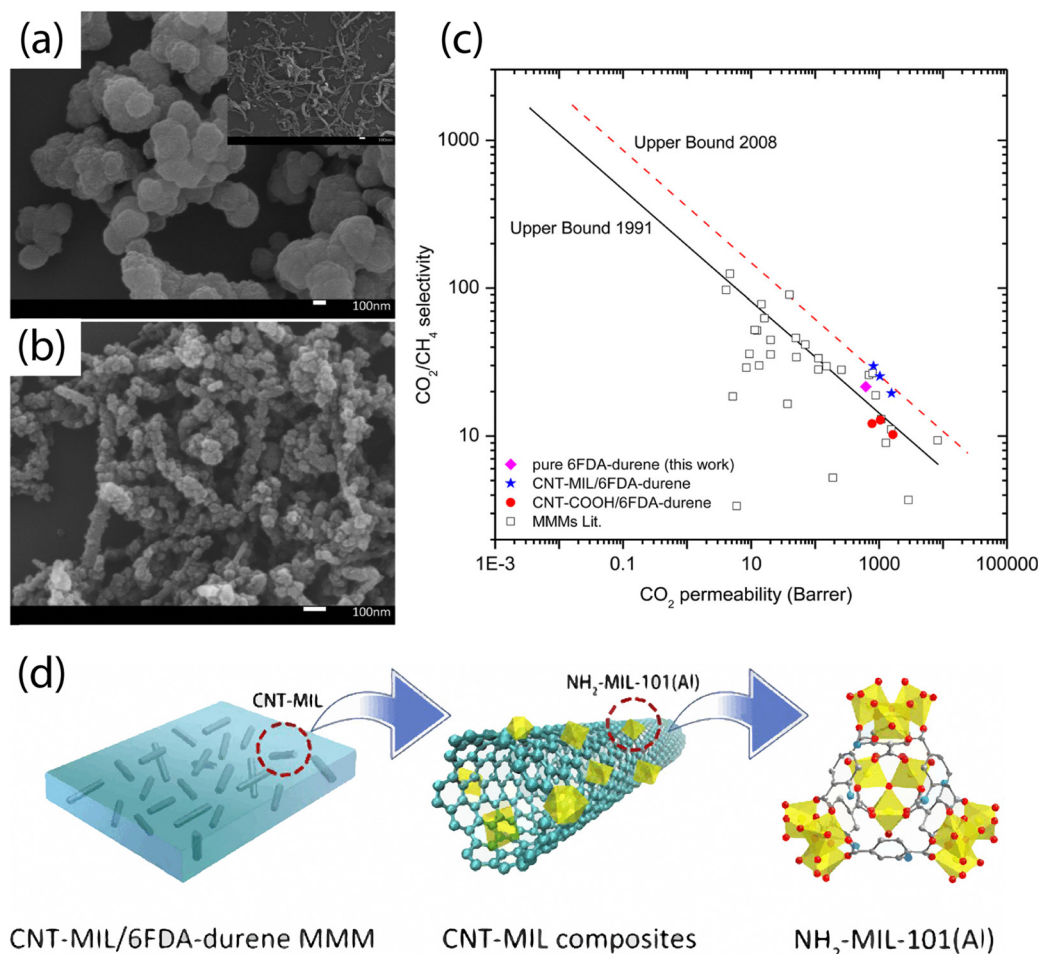 (a)
100nm
100nm
(b)
100nm
(c)
CO₂/CH₄ selectivity
1000
100
10
Upper Bound 2008
Upper Bound 1991
pure 6FDA-durene (this work)
CNT-MIL/6FDA-durene
CNT-COOH/6FDA-durene
MMMs Lit.
1E-3
0.1
10
1000
100000
CO₂ permeability (Barrer)
(d)
CNT-MIL
NH₂-MIL-101(Al)
CNT-MIL/6FDA-durene MMM
CNT-MIL composites
NH₂-MIL-101(Al)